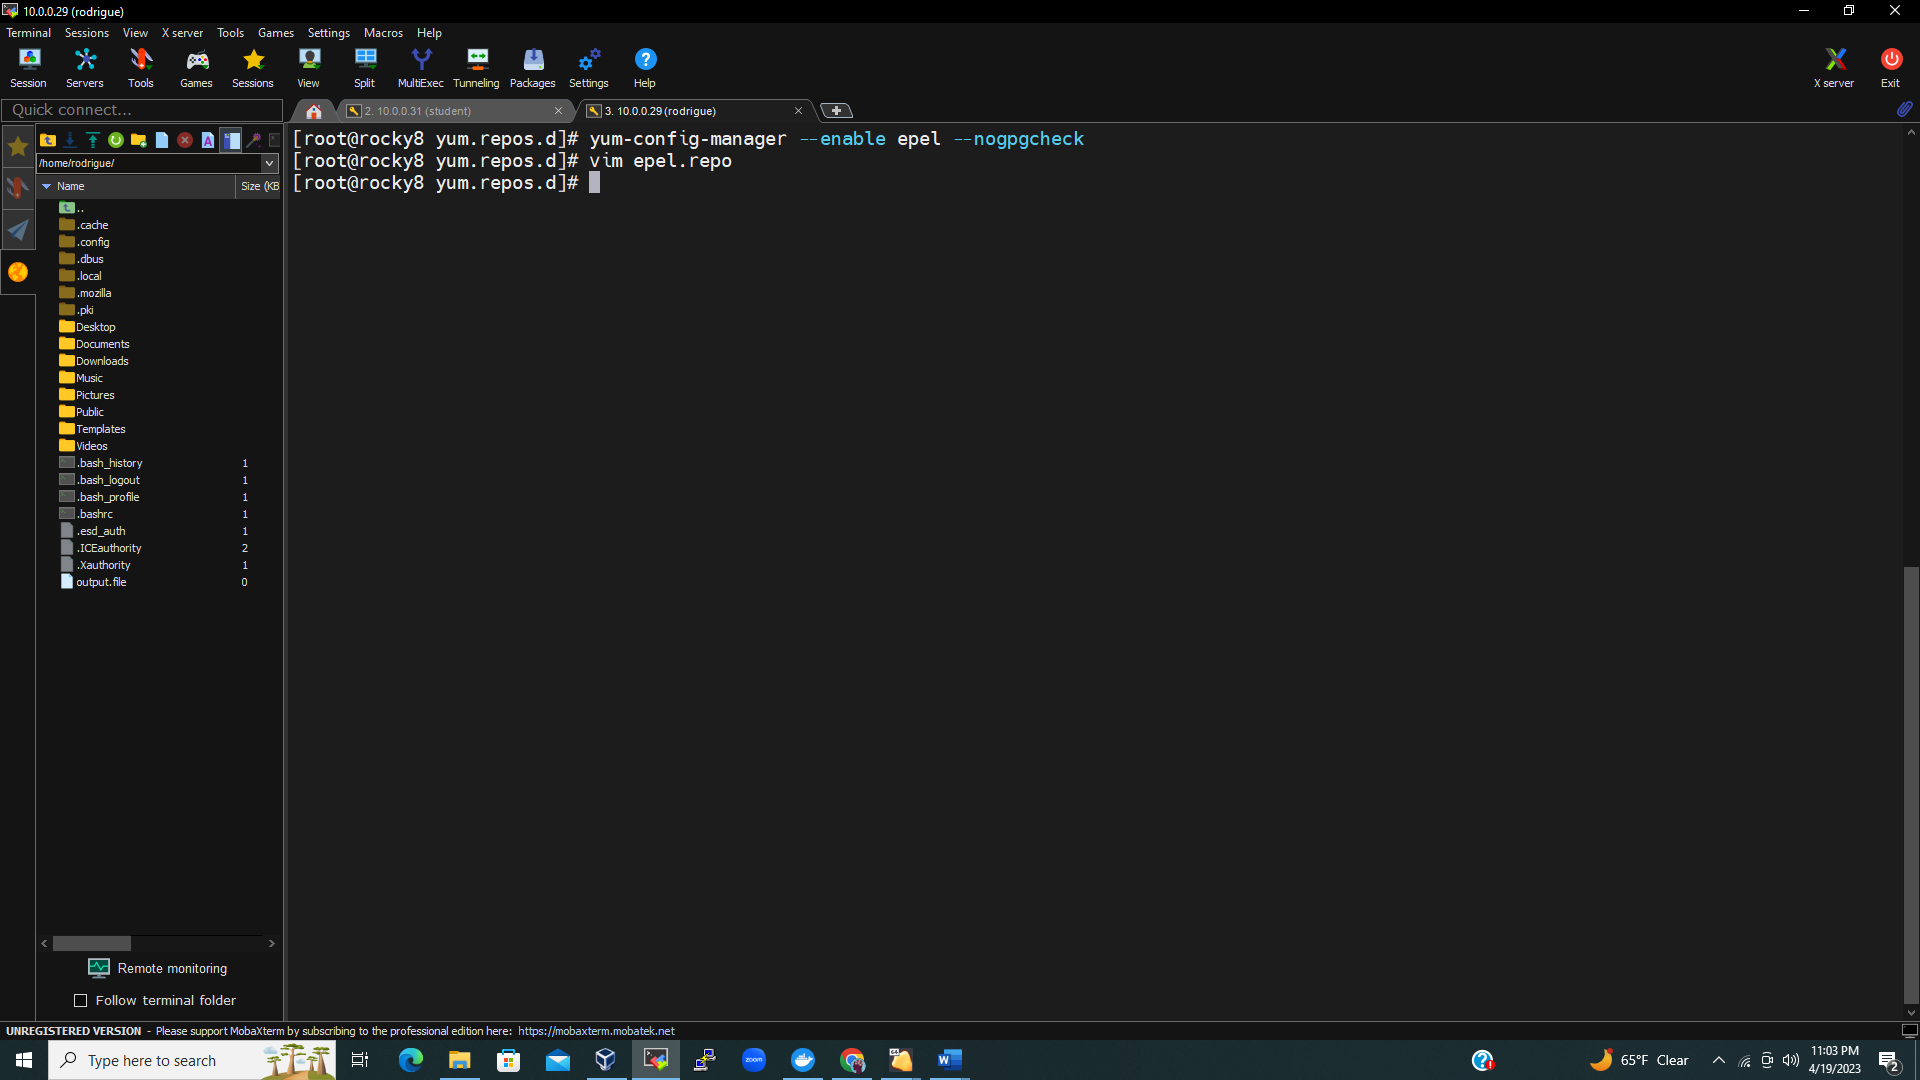 10.0.0.29 (rodrigue)
Terminal Sessions View X server Tools Games Settings Macros Help
Session Servers Tools Games Sessions View Split MultiExec Tunneling Packages Settings Help X server Exit
Quick connect...
2. 10.0.0.31 (student)
3. 10.0.0.29 (rodrigue)
/home/rodrigue/
Name Size (KB
..
.cache
.config
.dbus
.local
.mozilla
.pki
Desktop
Documents
Downloads
Music
Pictures
Public
Templates
Videos
.bash_history 1
.bash_logout 1
.bash_profile 1
.bashrc 1
.esd_auth 1
.ICEauthority 2
.Xauthority 1
output.file 0
Remote monitoring
Follow terminal folder
[root@rocky8 yum.repos.d]# yum-config-manager --enable epel --nogpgcheck
[root@rocky8 yum.repos.d]# vim epel.repo
[root@rocky8 yum.repos.d]#
UNREGISTERED VERSION - Please support MobaXterm by subscribing to the professional edition here: https://mobaxterm.mobatek.net
Type here to search
zoom
64
65°F Clear
11:03 PM
4/19/2023
2